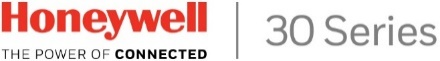 Honeywell
THE POWER OF CONNECTED
30 Series